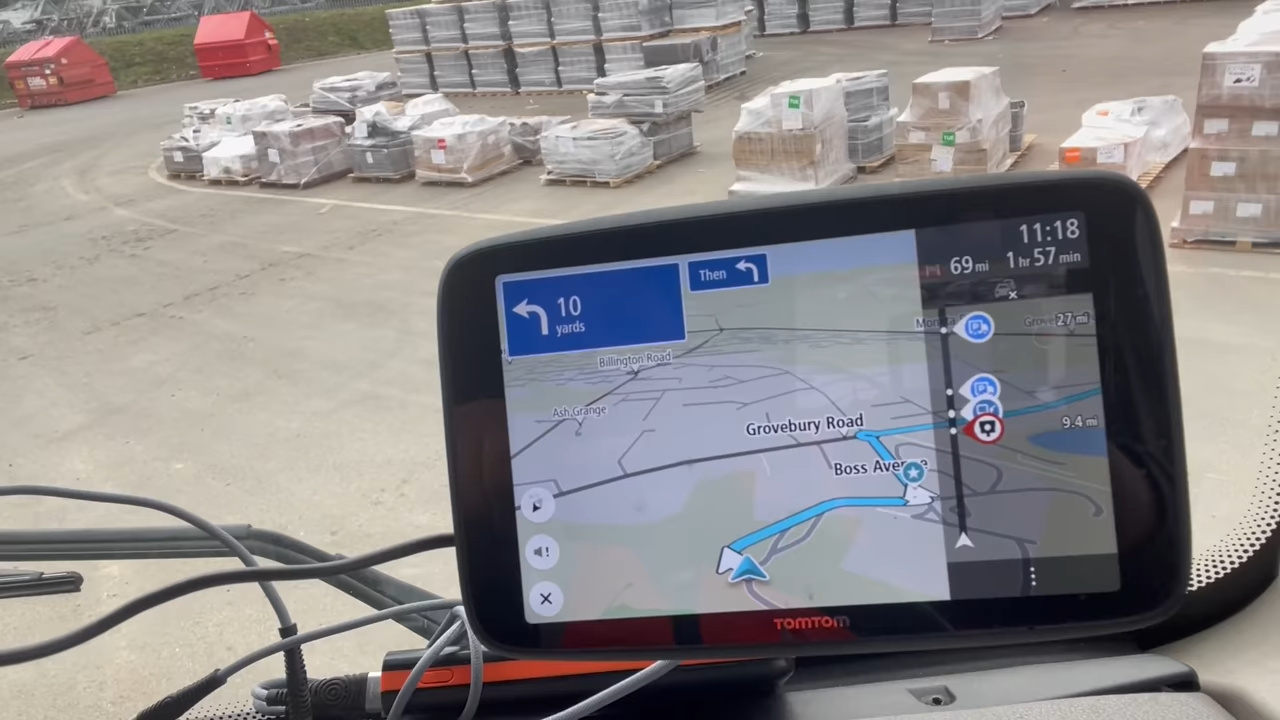 11:18
Then
69 mi 1 hr 57 min
10
yards
Grove
27 mi
Billington Road
Ash Grange
Grovebury Road
9.4 mi
Boss Avenue
TOMTOM